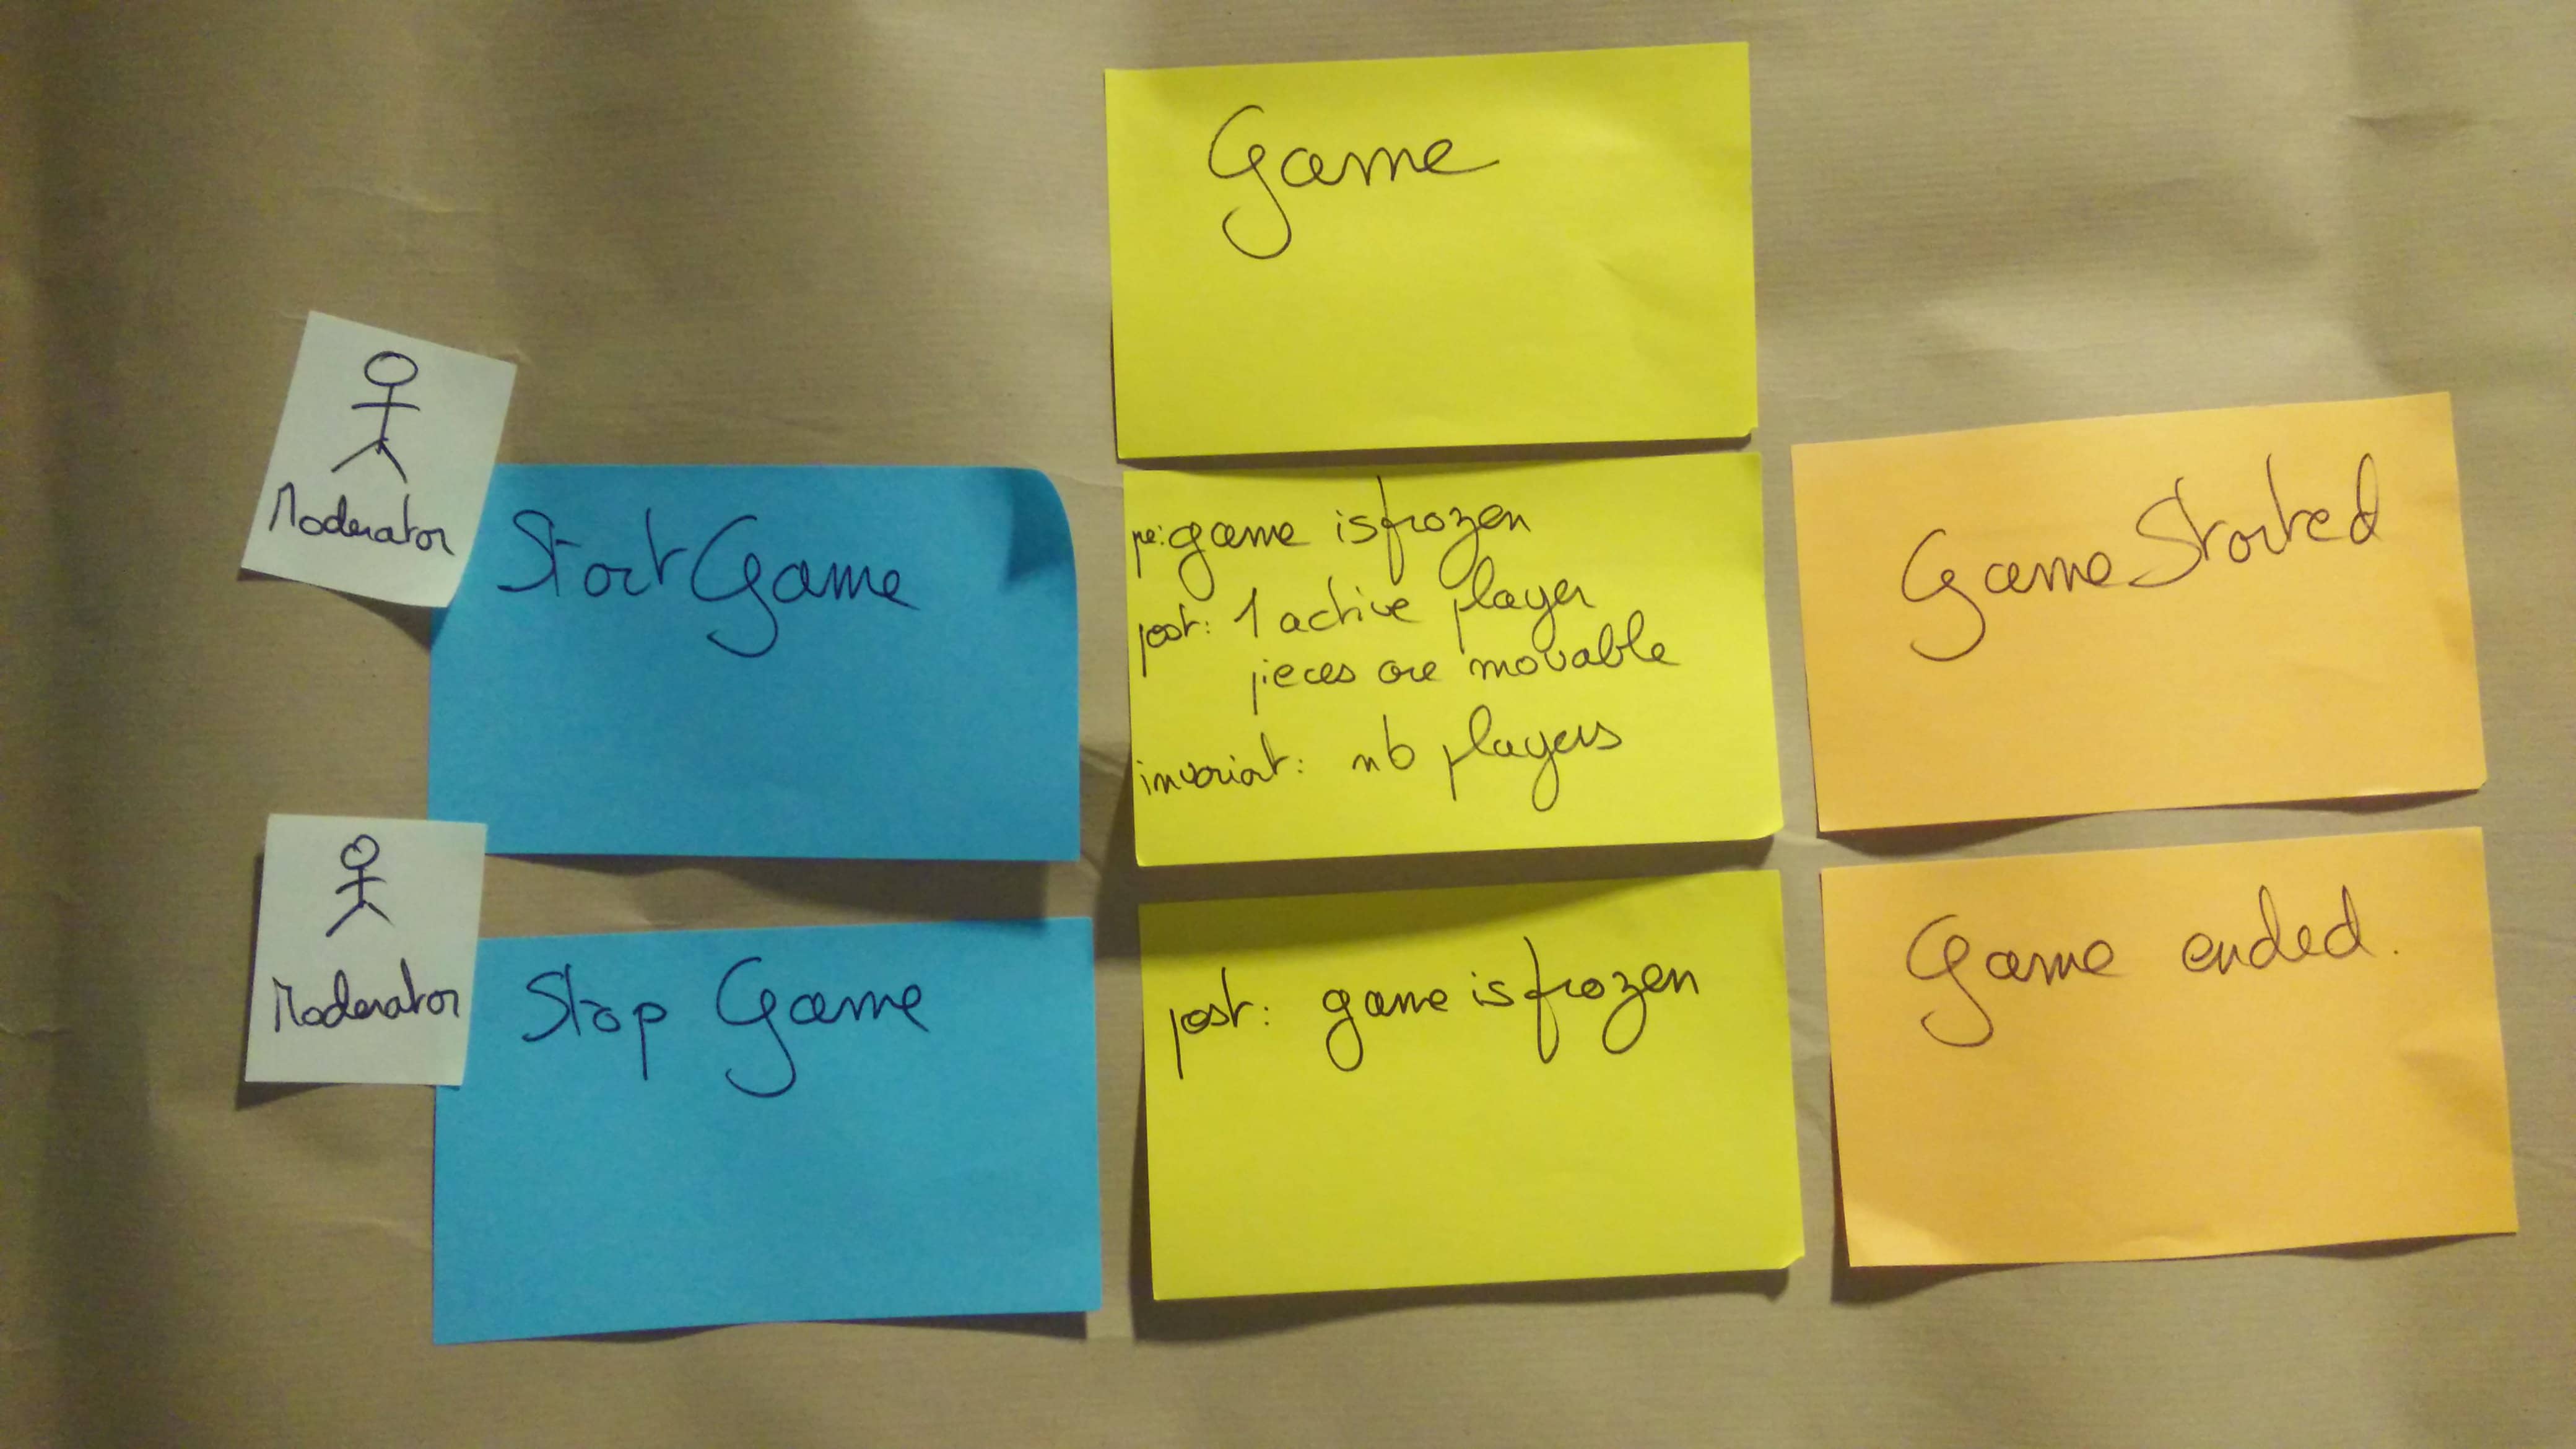 Game
Moderator
Start Game
pre: game is frozen
post: 1 active player
pieces are movable
invariant: nb players
Game Started
Moderator
Stop Game
post: game is frozen
Game ended.